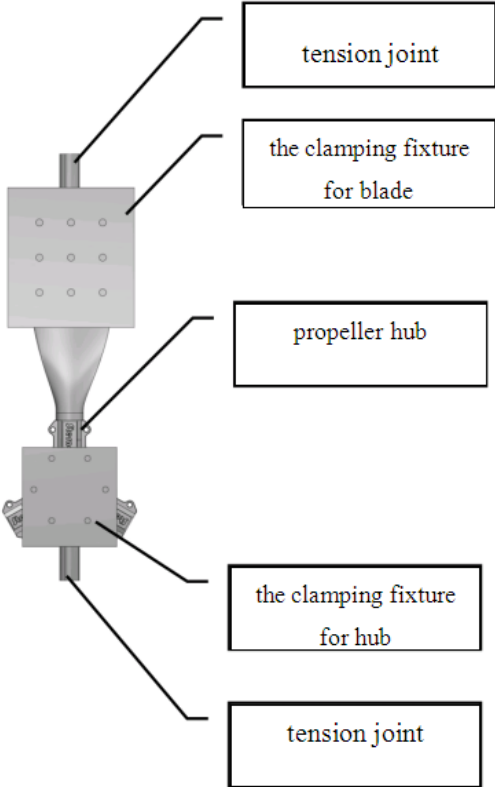 tension joint
the clamping fixture
for blade
propeller hub
the clamping fixture
for hub
tension joint